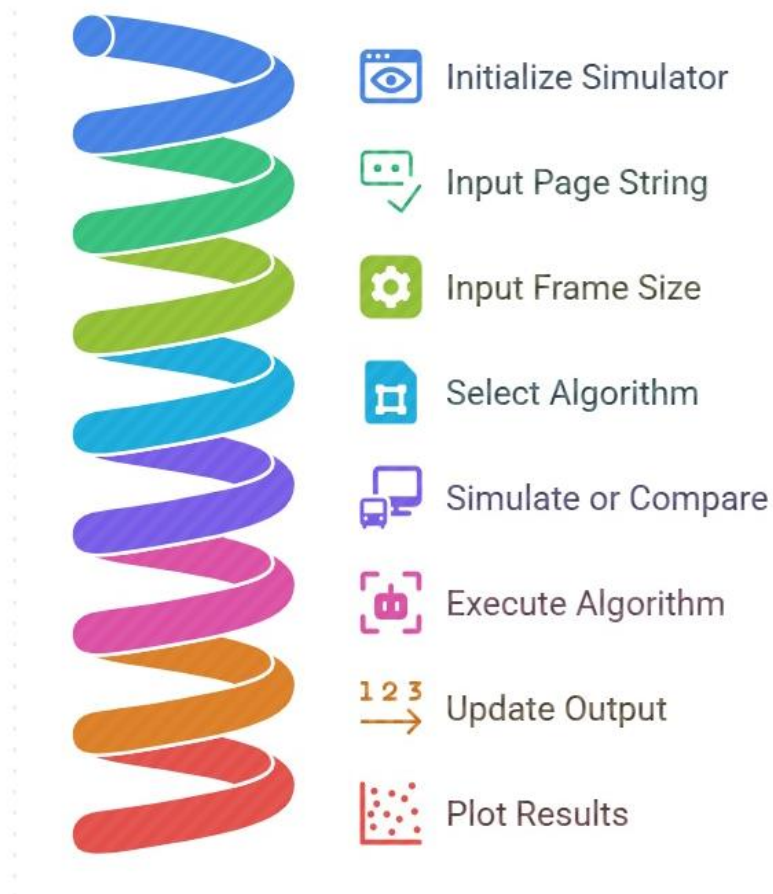 Initialize Simulator
Input Page String
Input Frame Size
Select Algorithm
Simulate or Compare
Execute Algorithm
1 2 3
Update Output
Plot Results